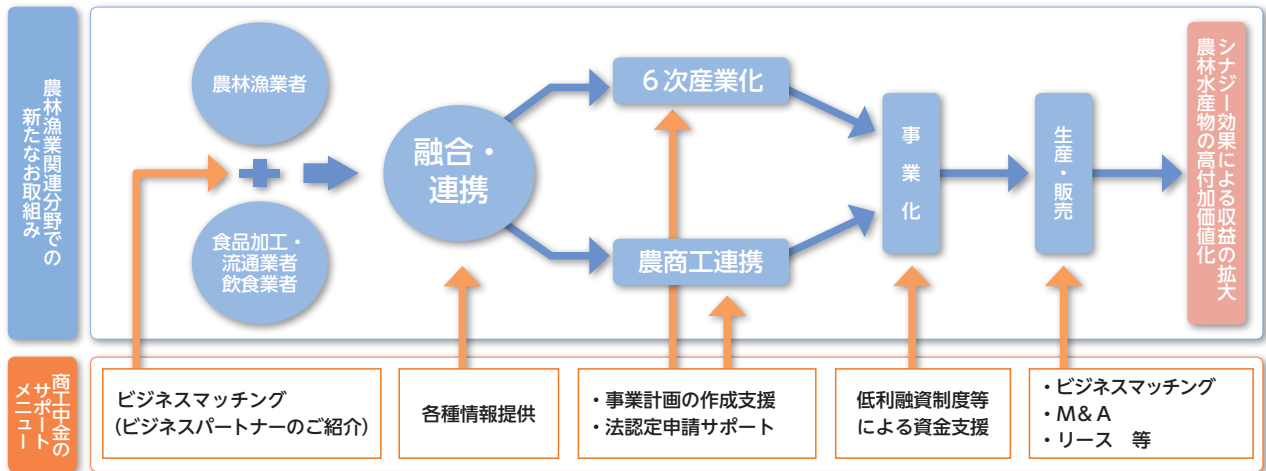 農林漁業関連分野での
新たなお取組み
農林漁業者
食品加工・
流通業者
飲食業者
融合・
連携
６次産業化
農商工連携
事業化
生産・販売
シナジー効果による収益の拡大
農林水産物の高付加価値化
商工中金の
サポート
メニュー
ビジネスマッチング
（ビジネスパートナーのご紹介）
各種情報提供
・事業計画の作成支援
・法認定申請サポート
低利融資制度等
による資金支援
・ビジネスマッチング
・Ｍ＆Ａ
・リース　等